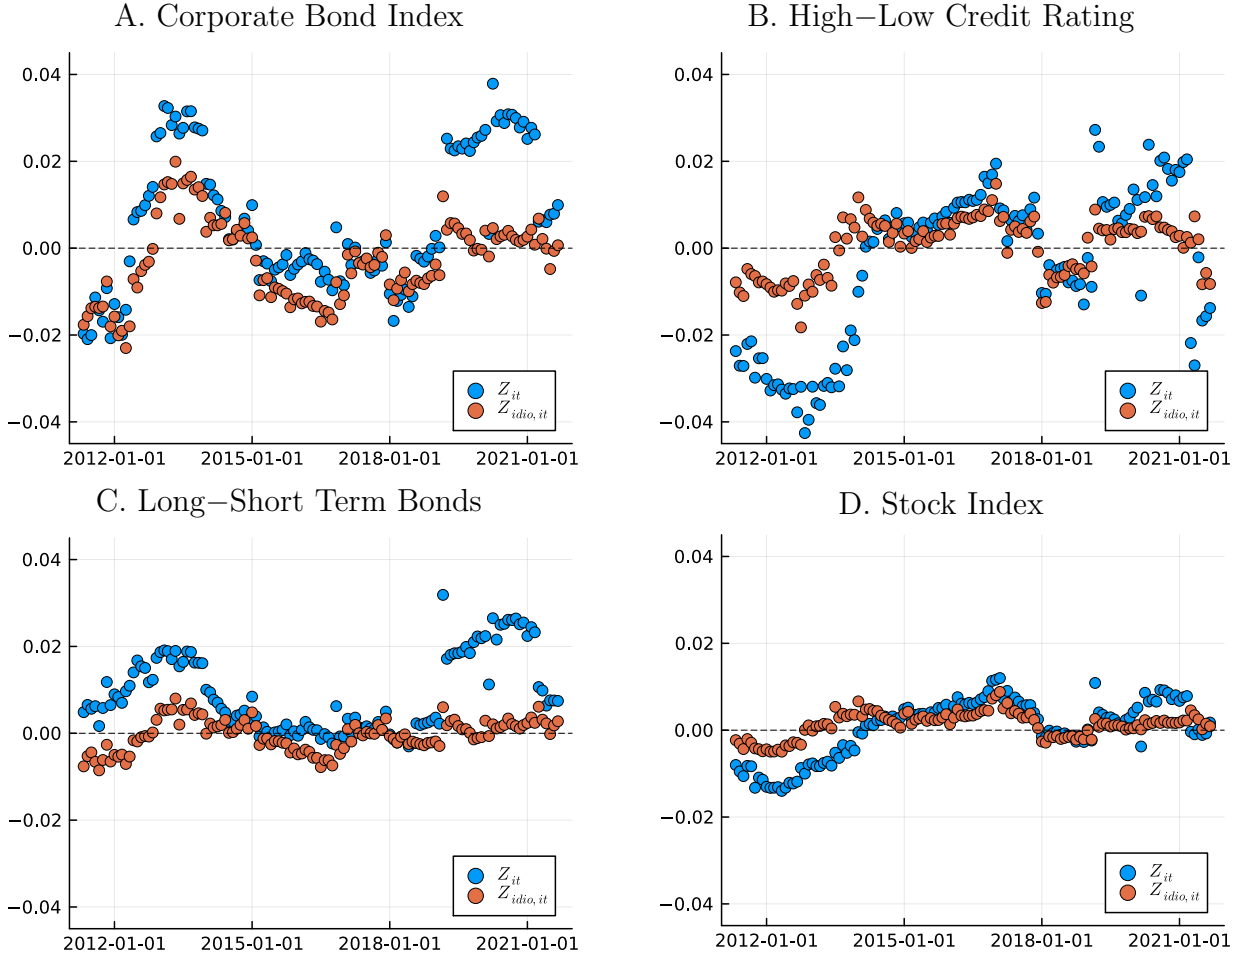 A. Corporate Bond Index
0.04
0.02
0.00
−0.02
−0.04
2012-01-01 2015-01-01 2018-01-01 2021-01-01
Z_it
Z_idio,it
B. High−Low Credit Rating
0.04
0.02
0.00
−0.02
−0.04
2012-01-01 2015-01-01 2018-01-01 2021-01-01
Z_it
Z_idio,it
C. Long−Short Term Bonds
0.04
0.02
0.00
−0.02
−0.04
2012-01-01 2015-01-01 2018-01-01 2021-01-01
Z_it
Z_idio,it
D. Stock Index
0.04
0.02
0.00
−0.02
−0.04
2012-01-01 2015-01-01 2018-01-01 2021-01-01
Z_it
Z_idio,it